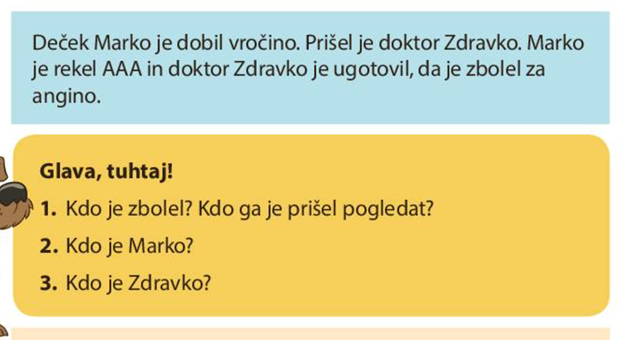 Deček Marko je dobil vročino. Prišel je doktor Zdravko. Marko
je rekel AAA in doktor Zdravko je ugotovil, da je zbolel za
angino.
Glava, tuhtaj!
1. Kdo je zbolel? Kdo ga je prišel pogledat?
2. Kdo je Marko?
3. Kdo je Zdravko?